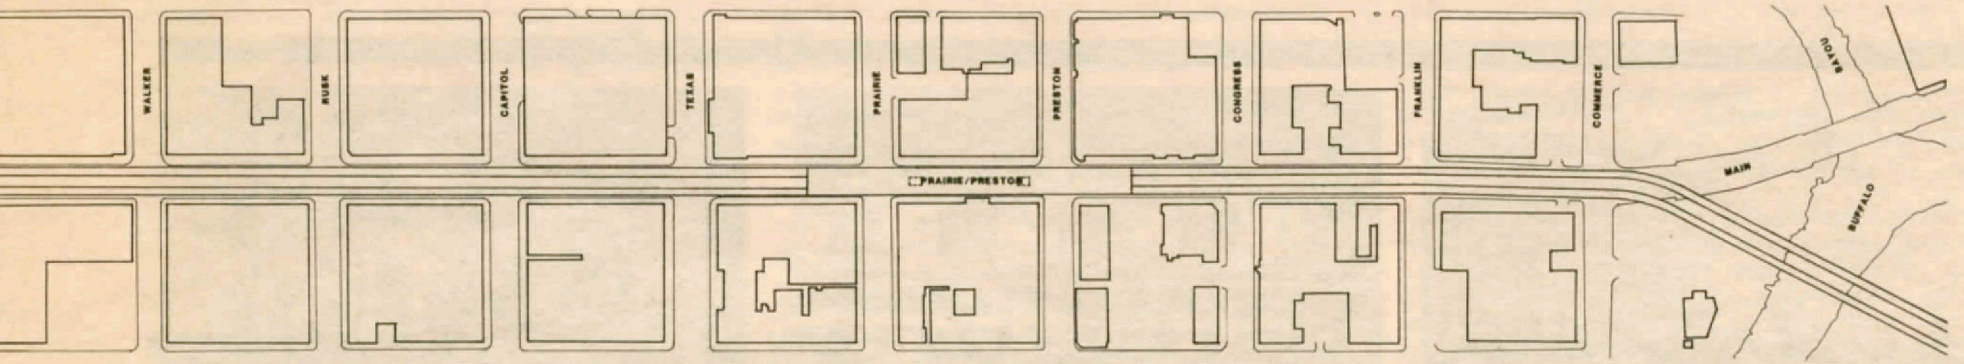 WALKER
RUSK
CAPITOL
TEXAS
PRAIRIE
PRESTON
CONGRESS
FRANKLIN
COMMERCE
BAYOU
MAIN
PRAIRIE/PRESTON
BUFFALO